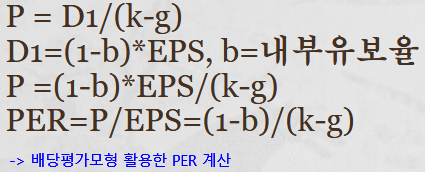 P = D1/(k-g)
D1=(1-b)*EPS, b=내부유보율
P =(1-b)*EPS/(k-g)
PER=P/EPS=(1-b)/(k-g)
-> 배당평가모형 활용한 PER 계산